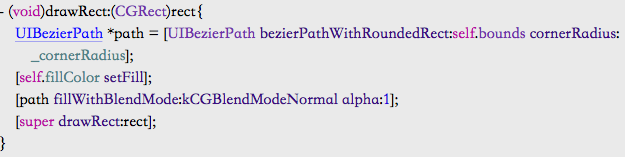 - (void)drawRect:(CGRect)rect{
UIBezierPath *path = [UIBezierPath bezierPathWithRoundedRect:self.bounds cornerRadius:
_cornerRadius];
[self.fillColor setFill];
[path fillWithBlendMode:kCGBlendModeNormal alpha:1];
[super drawRect:rect];
}